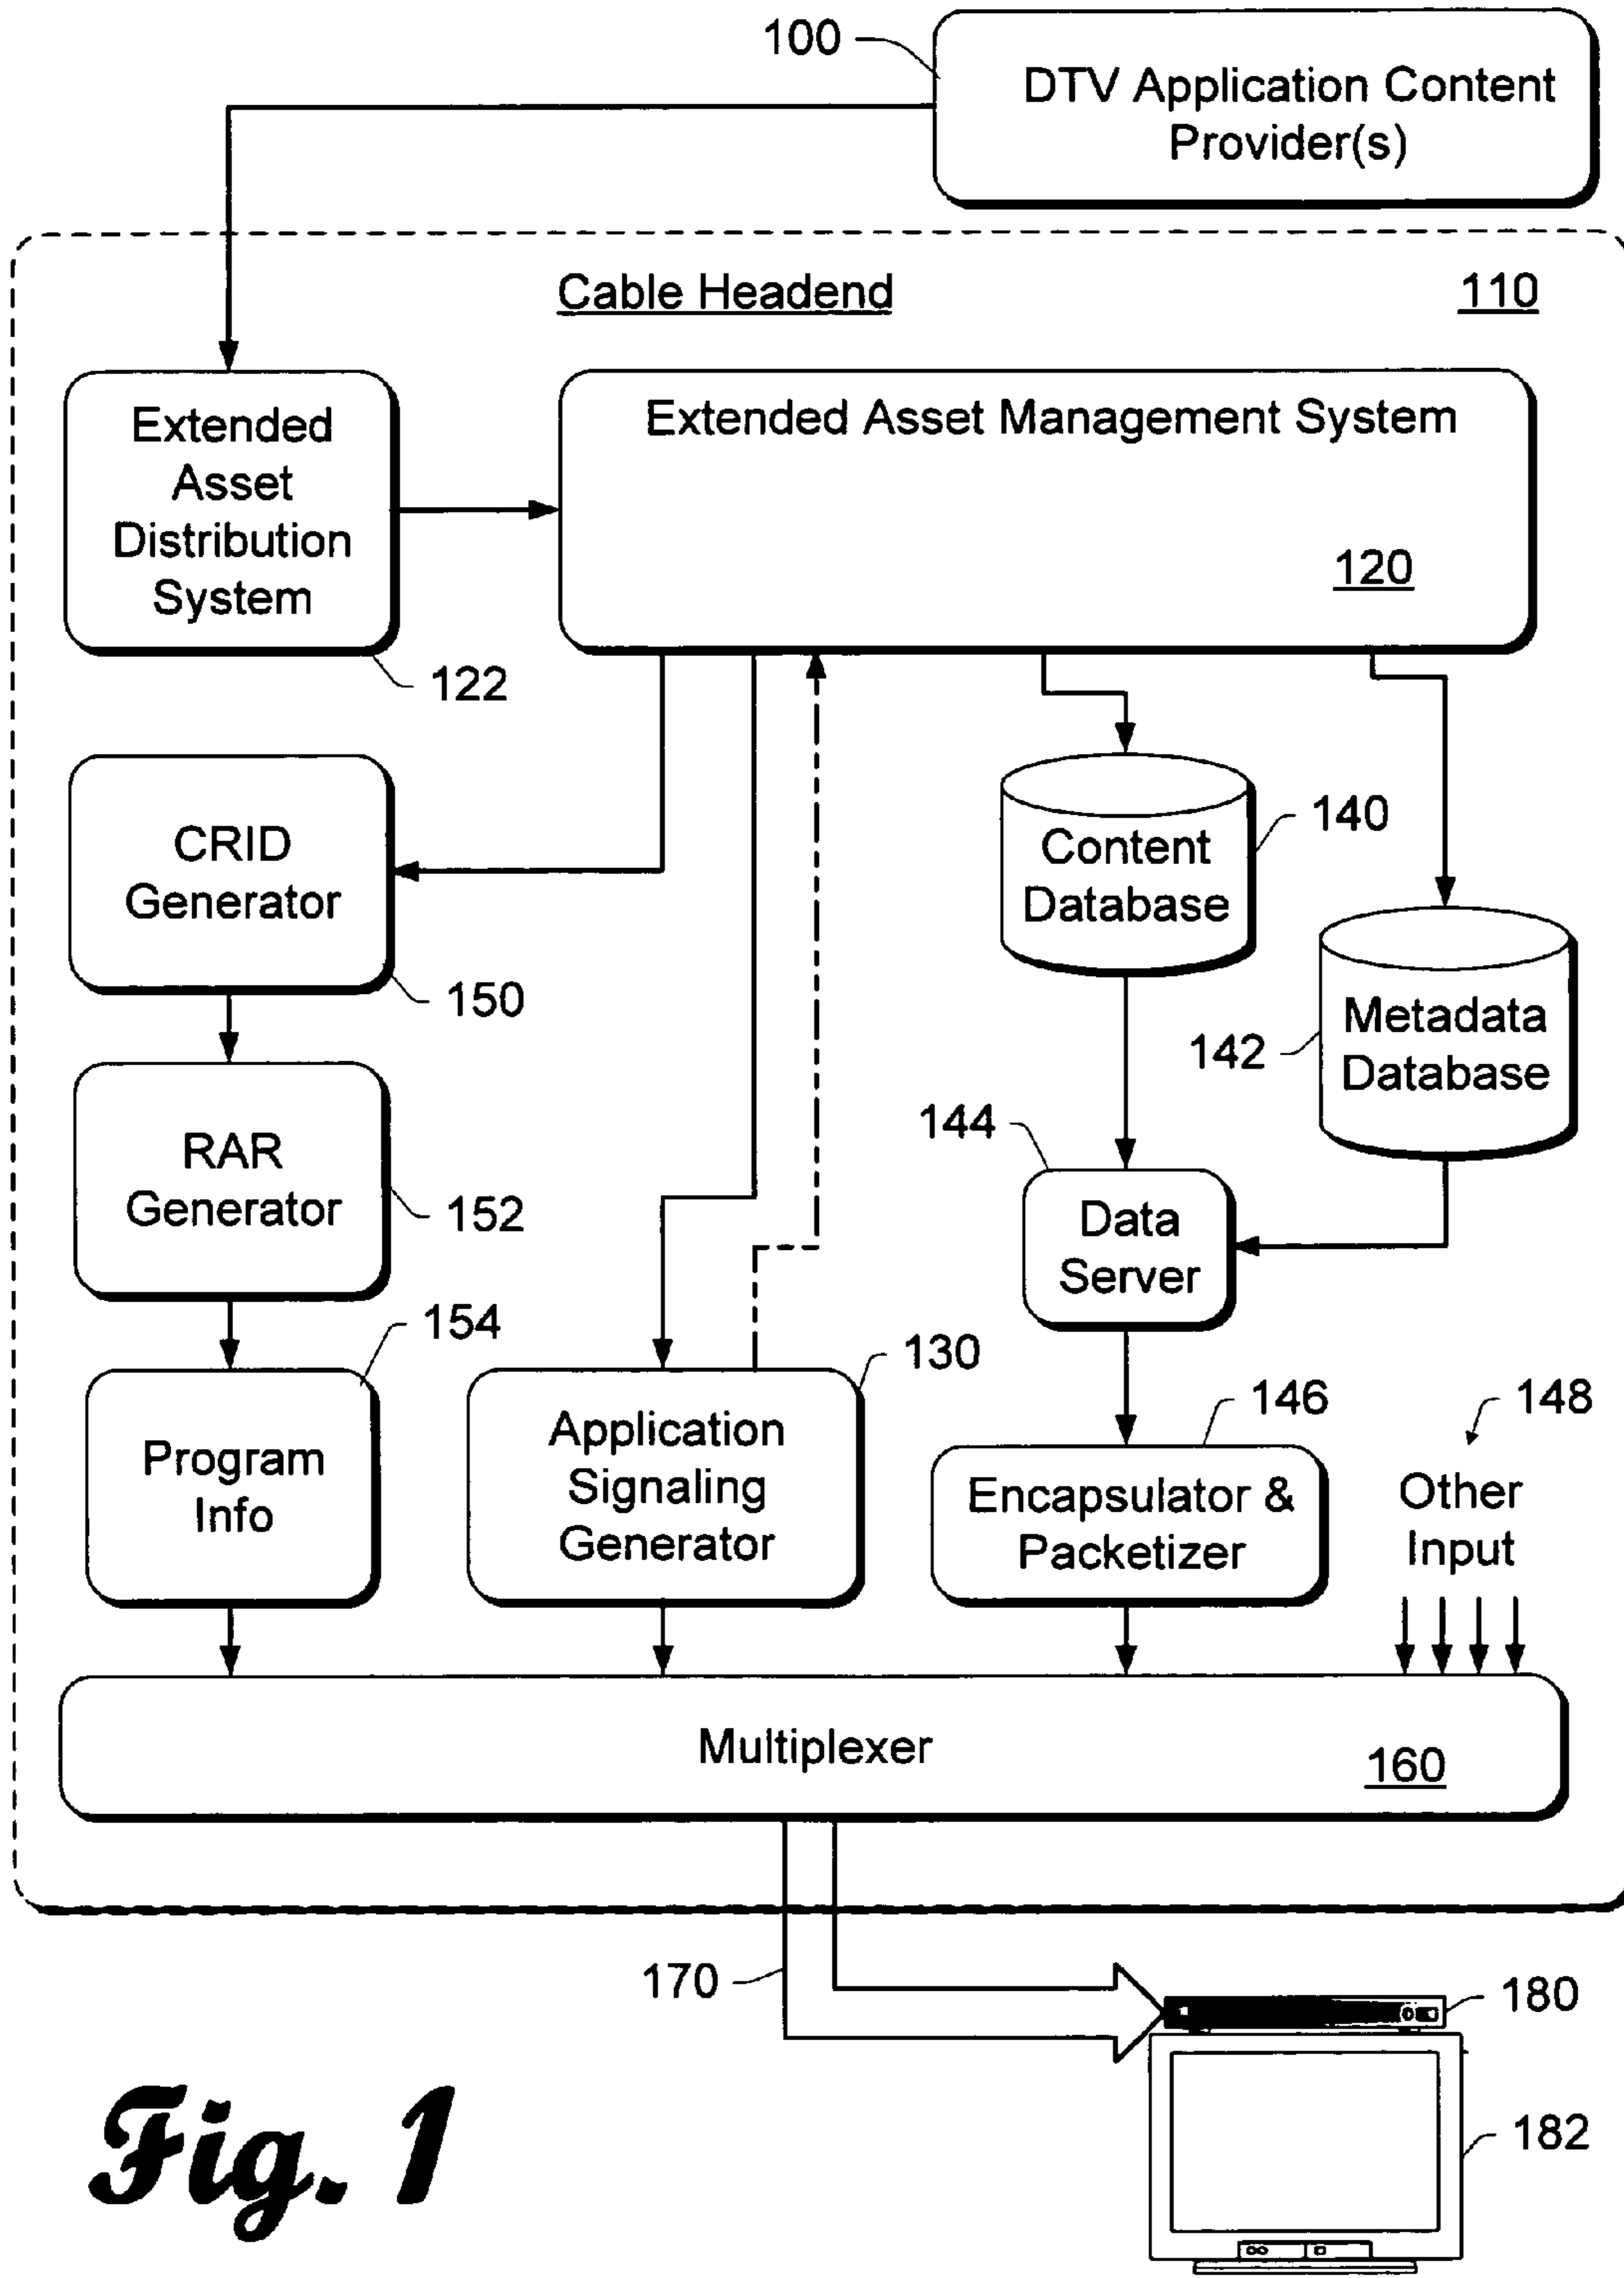 100
DTV Application Content
Provider(s)
Cable Headend
110
Extended
Asset
Distribution
System
122
Extended Asset Management System
120
CRID
Generator
150
Content
Database
140
Metadata
Database
142
RAR
Generator
152
144
Data
Server
154
Program
Info
130
Application
Signaling
Generator
146
Encapsulator &
Packetizer
148
Other
Input
Multiplexer
160
170
180
182
Fig. 1